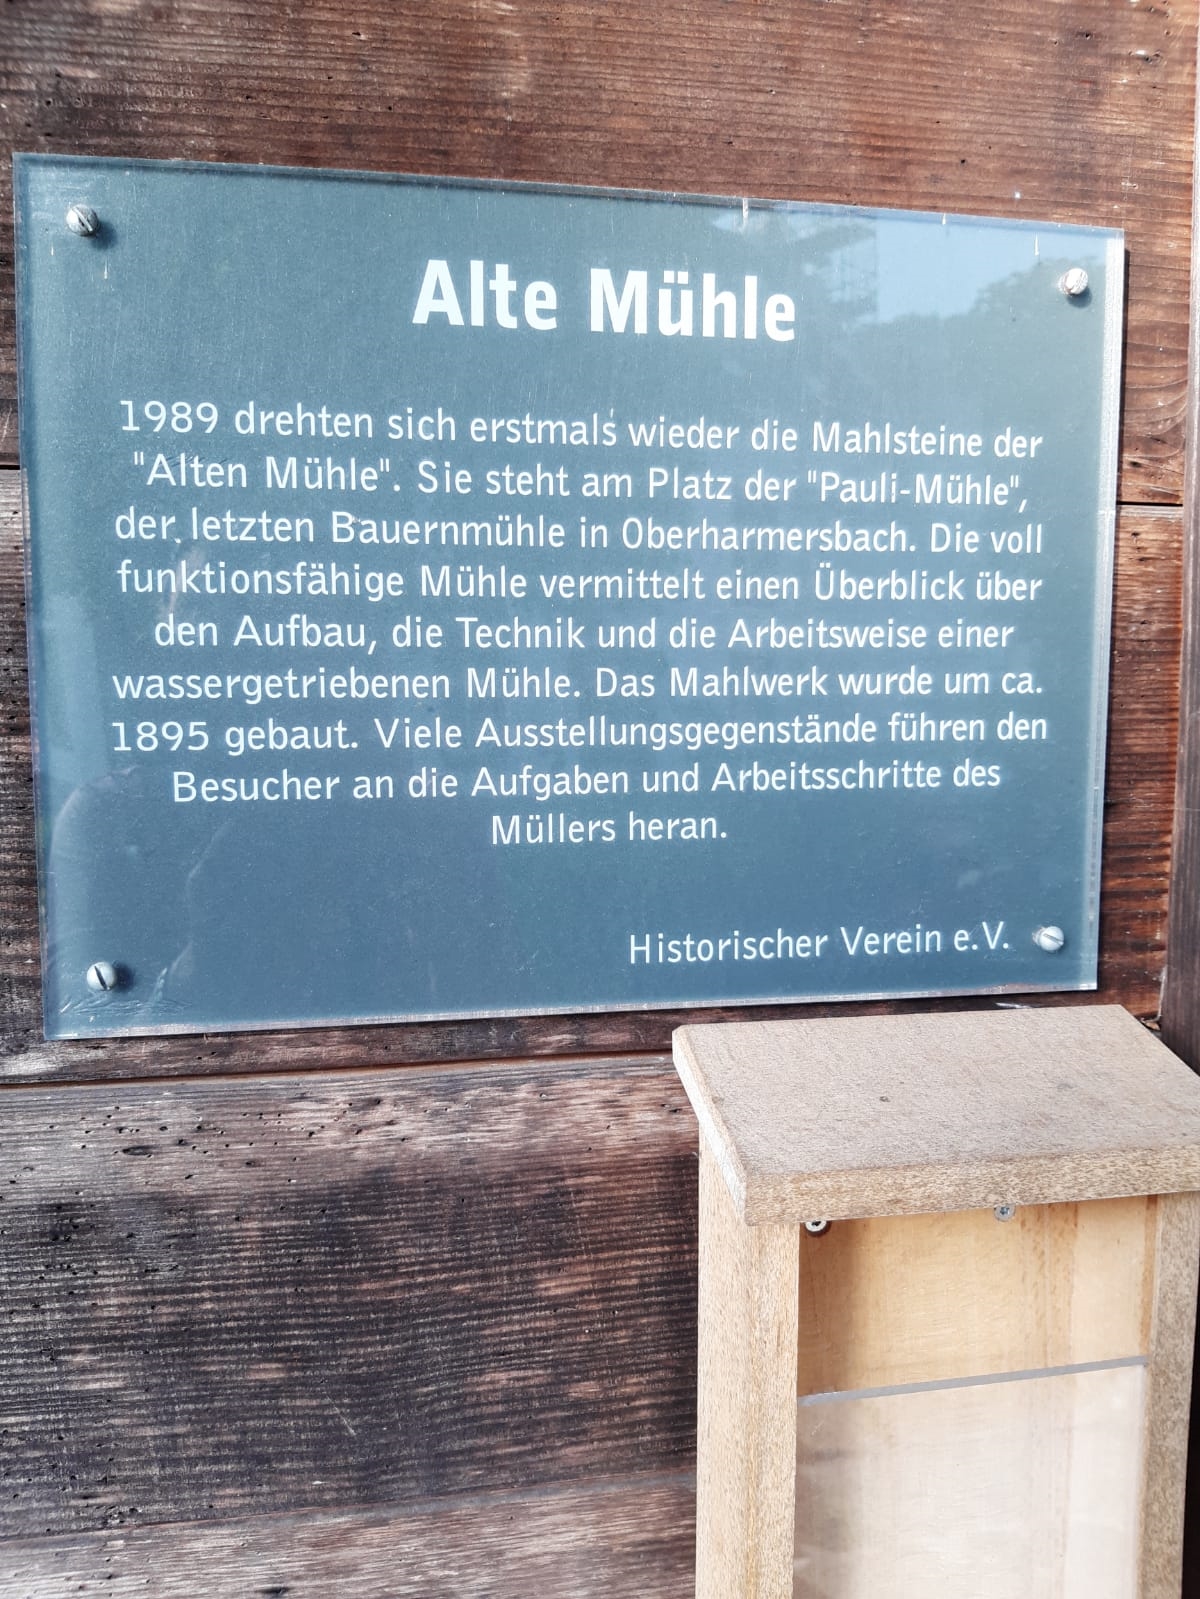 Alte Mühle
1989 drehten sich erstmals wieder die Mahlsteine der
"Alten Mühle". Sie steht am Platz der "Pauli-Mühle",
der letzten Bauernmühle in Oberharmersbach. Die voll
funktionsfähige Mühle vermittelt einen Überblick über
den Aufbau, die Technik und die Arbeitsweise einer
wassergetriebenen Mühle. Das Mahlwerk wurde um ca.
1895 gebaut. Viele Ausstellungsgegenstände führen den
Besucher an die Aufgaben und Arbeitsschritte des
Müllers heran.
Historischer Verein e.V.